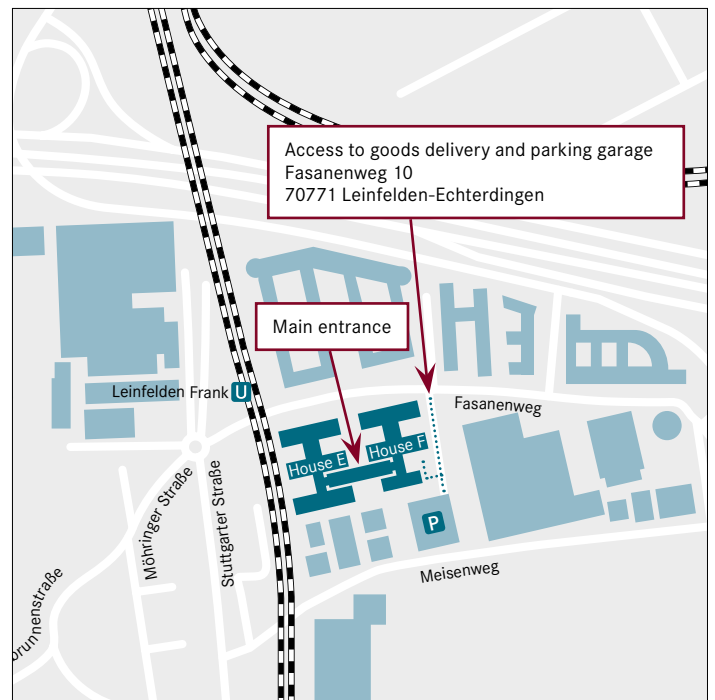 Access to goods delivery and parking garage
Fasanenweg 10
70771 Leinfelden-Echterdingen
Main entrance
Leinfelden Frank U
Fasanenweg
House E
House F
P
Möhringer Straße
Stuttgarter Straße
Meisenweg
brunnenstraße